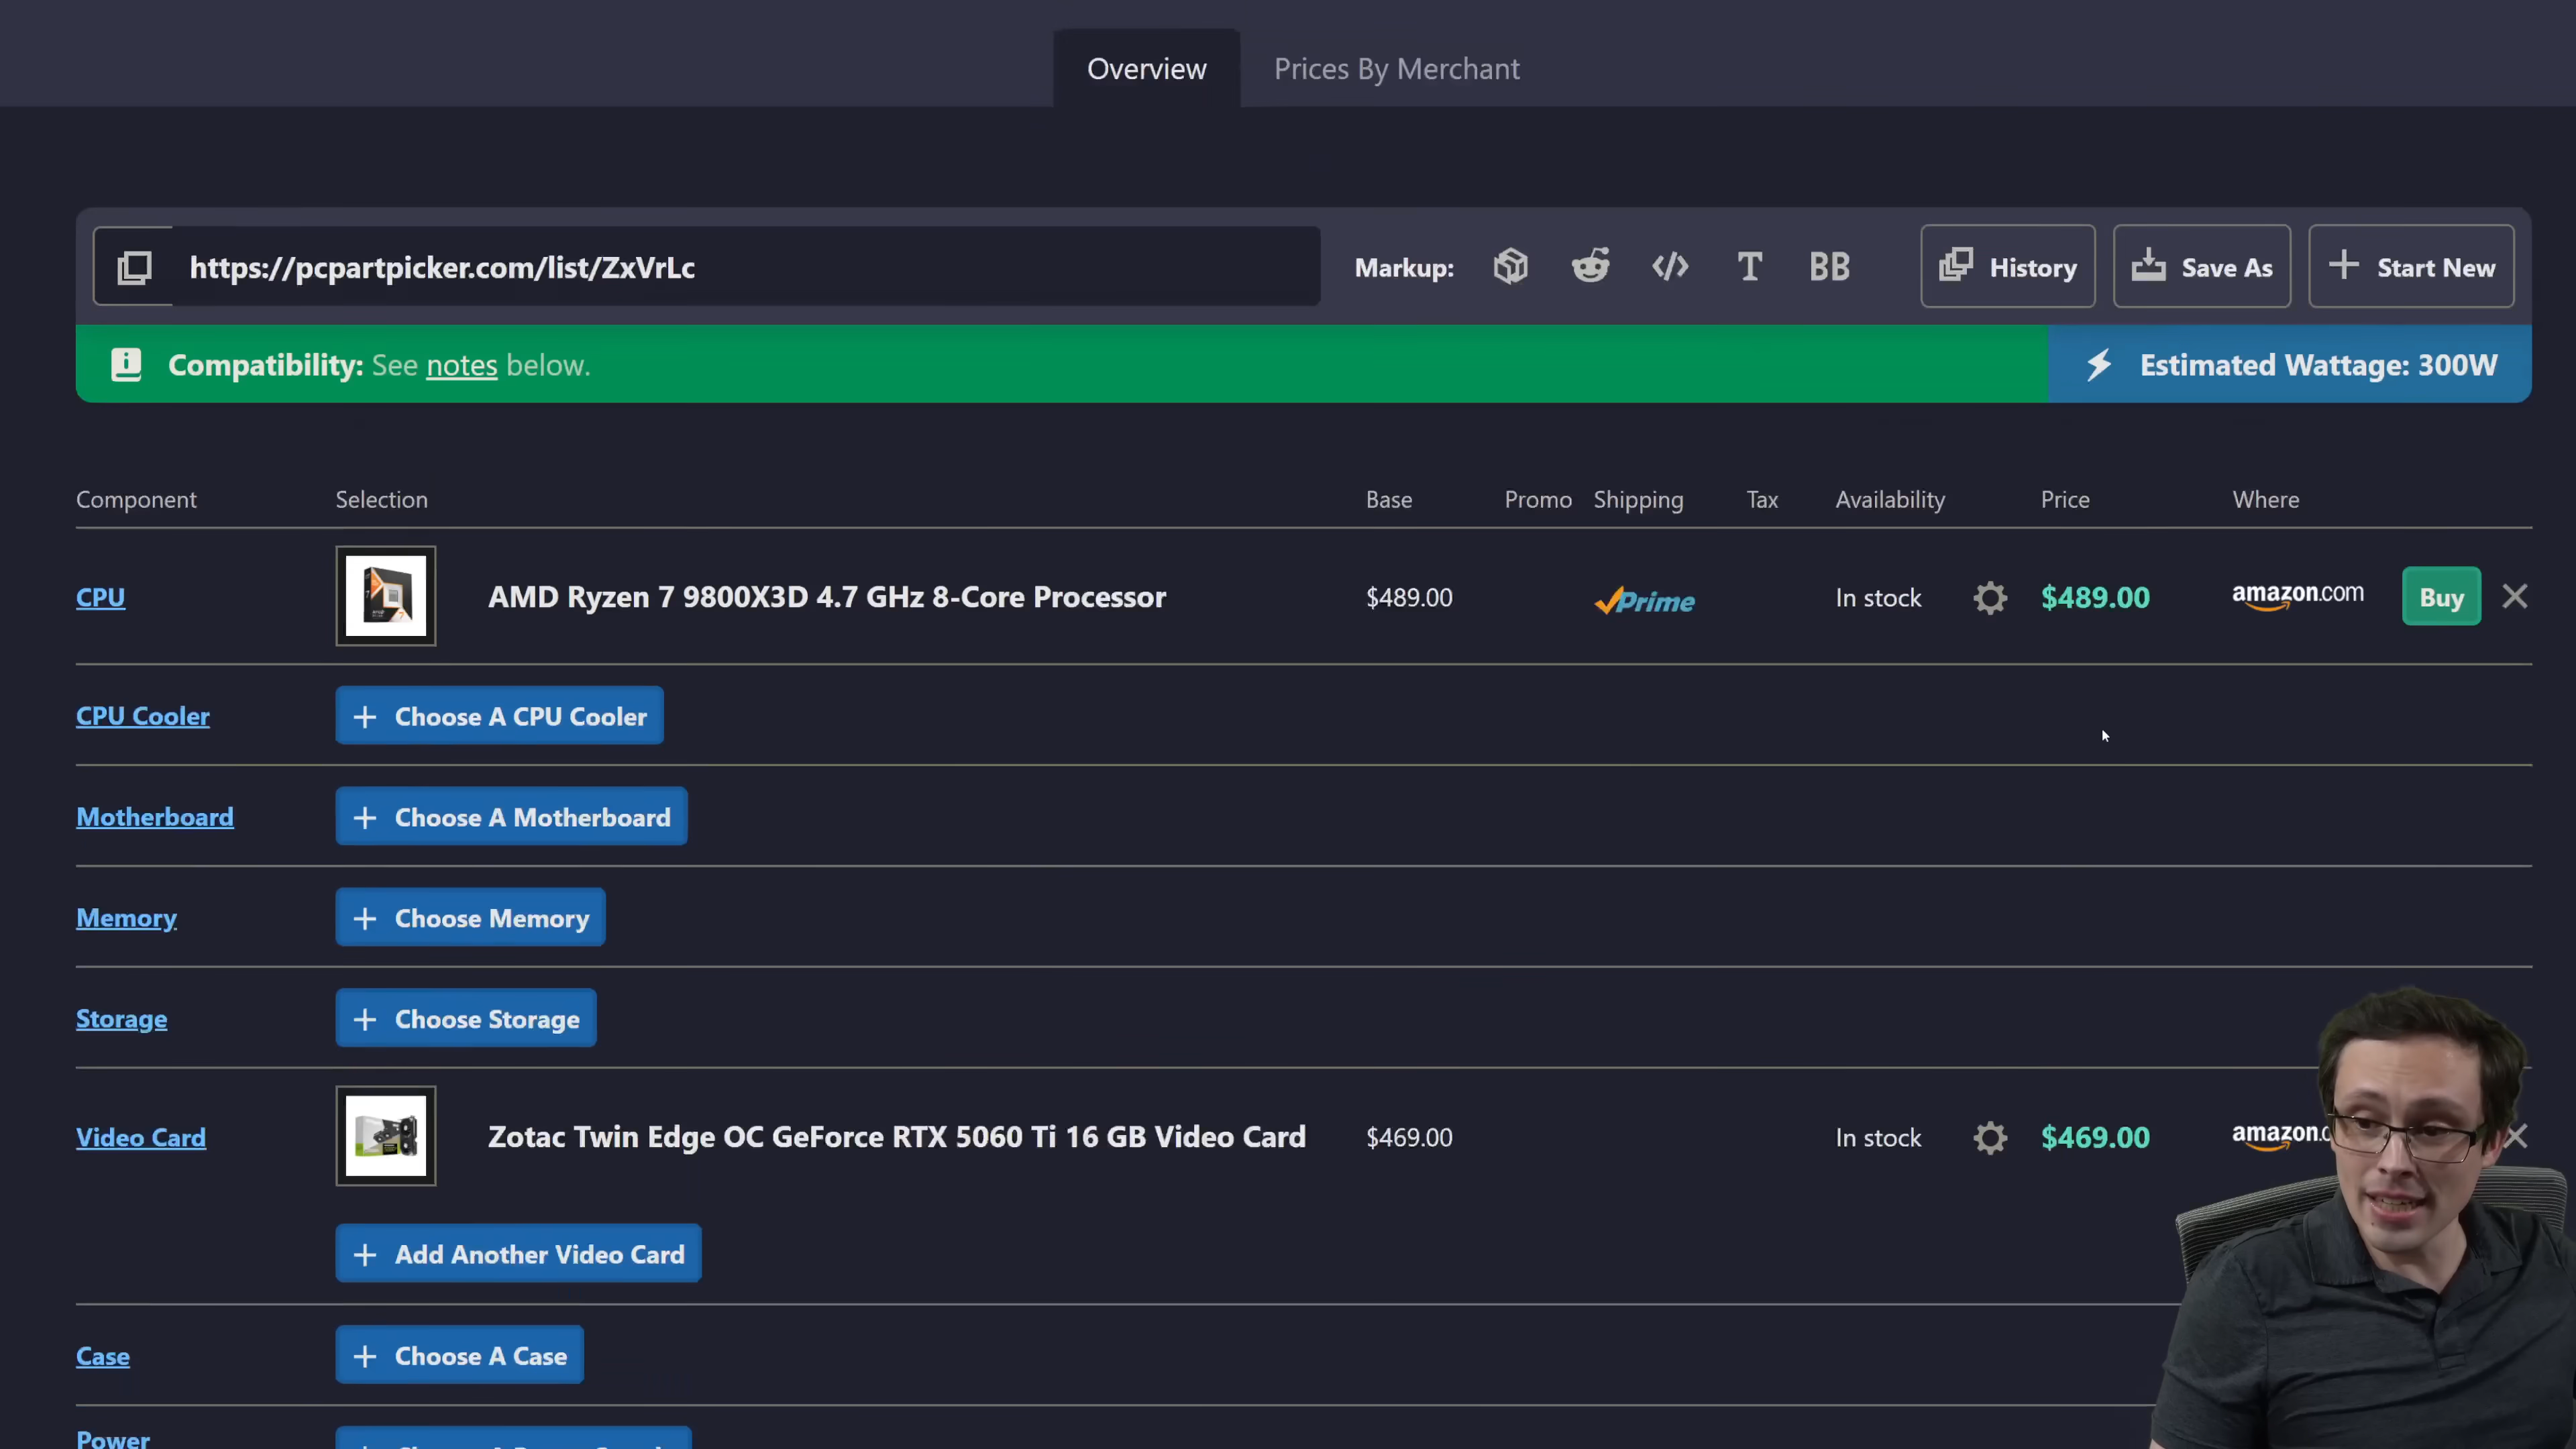 Overview
Prices By Merchant
https://pcpartpicker.com/list/ZxVrLc
Markup:
BB
History
Save As
Start New
Compatibility: See notes below.
Estimated Wattage: 300W
Component Selection Base Promo Shipping Tax Availability Price Where
CPU AMD Ryzen 7 9800X3D 4.7 GHz 8-Core Processor $489.00 Prime In stock $489.00 amazon.com Buy
CPU Cooler + Choose A CPU Cooler
Motherboard + Choose A Motherboard
Memory + Choose Memory
Storage + Choose Storage
Video Card Zotac Twin Edge OC GeForce RTX 5060 Ti 16 GB Video Card $469.00 In stock $469.00
+ Add Another Video Card
Case + Choose A Case
Power